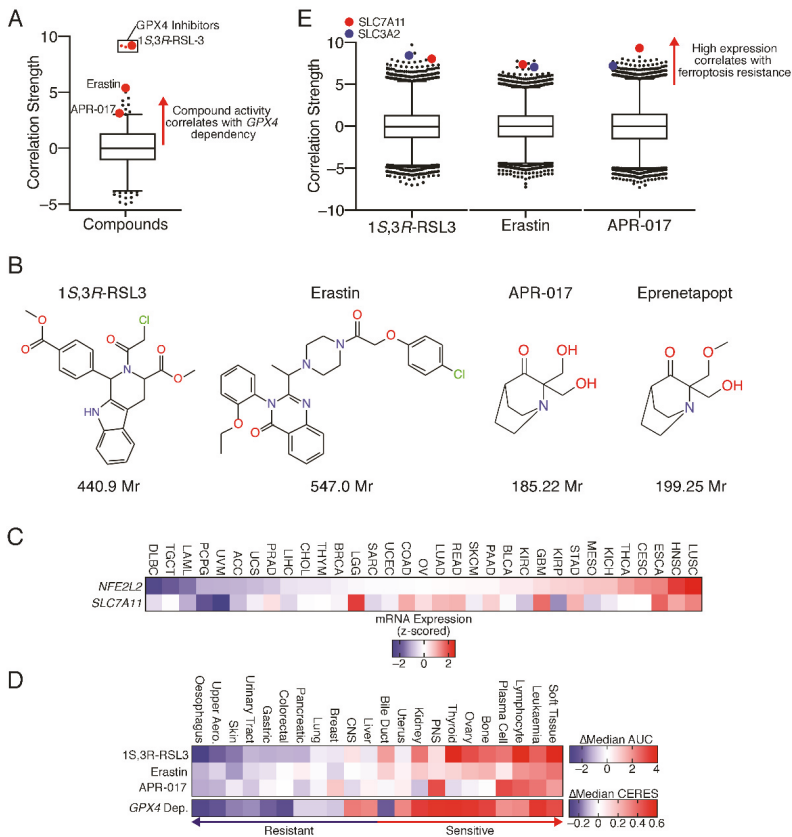 A
GPX4 Inhibitors
1S,3R-RSL-3
Erastin
APR-017
Compound activity
correlates with GPX4
dependency
Correlation Strength
10
5
0
−5
Compounds
E
SLC7A11
SLC3A2
High expression
correlates with
ferroptosis resistance
Correlation Strength
10
5
0
−5
−10
1S,3R-RSL3
Erastin
APR-017
B
1S,3R-RSL3
Erastin
APR-017
Eprenetapopt
O
O
O
Cl
N
O
O
HN
O
N
N
O
O
Cl
N
N
O
O
O
OH
OH
N
O
O
OH
N
440.9 Mr
547.0 Mr
185.22 Mr
199.25 Mr
C
DLBC
TGCT
LAML
PCPG
UVM
ACC
UCS
PRAD
LIHC
CHOL
THYM
BRCA
LGG
SARC
UCEC
COAD
OV
LUAD
READ
SKCM
PAAD
BLCA
KIRC
GBM
KIRP
STAD
MESO
KICH
THCA
CESC
ESCA
HNSC
LUSC
NFE2L2
SLC7A11
mRNA Expression
(z-scored)
−2 0 2
D
Oesophagus
Upper Aero.
Skin
Urinary Tract
Gastric
Colorectal
Pancreatic
Lung
Breast
CNS
Liver
Bile Duct
Uterus
Kidney
PNS
Thyroid
Ovary
Bone
Plasma Cell
Lymphocyte
Leukaemia
Soft Tissue
1S,3R-RSL3
Erastin
APR-017
GPX4 Dep.
Resistant
Sensitive
ΔMedian AUC
−2 0 2 4
ΔMedian CERES
−0.2 0 0.2 0.4 0.6